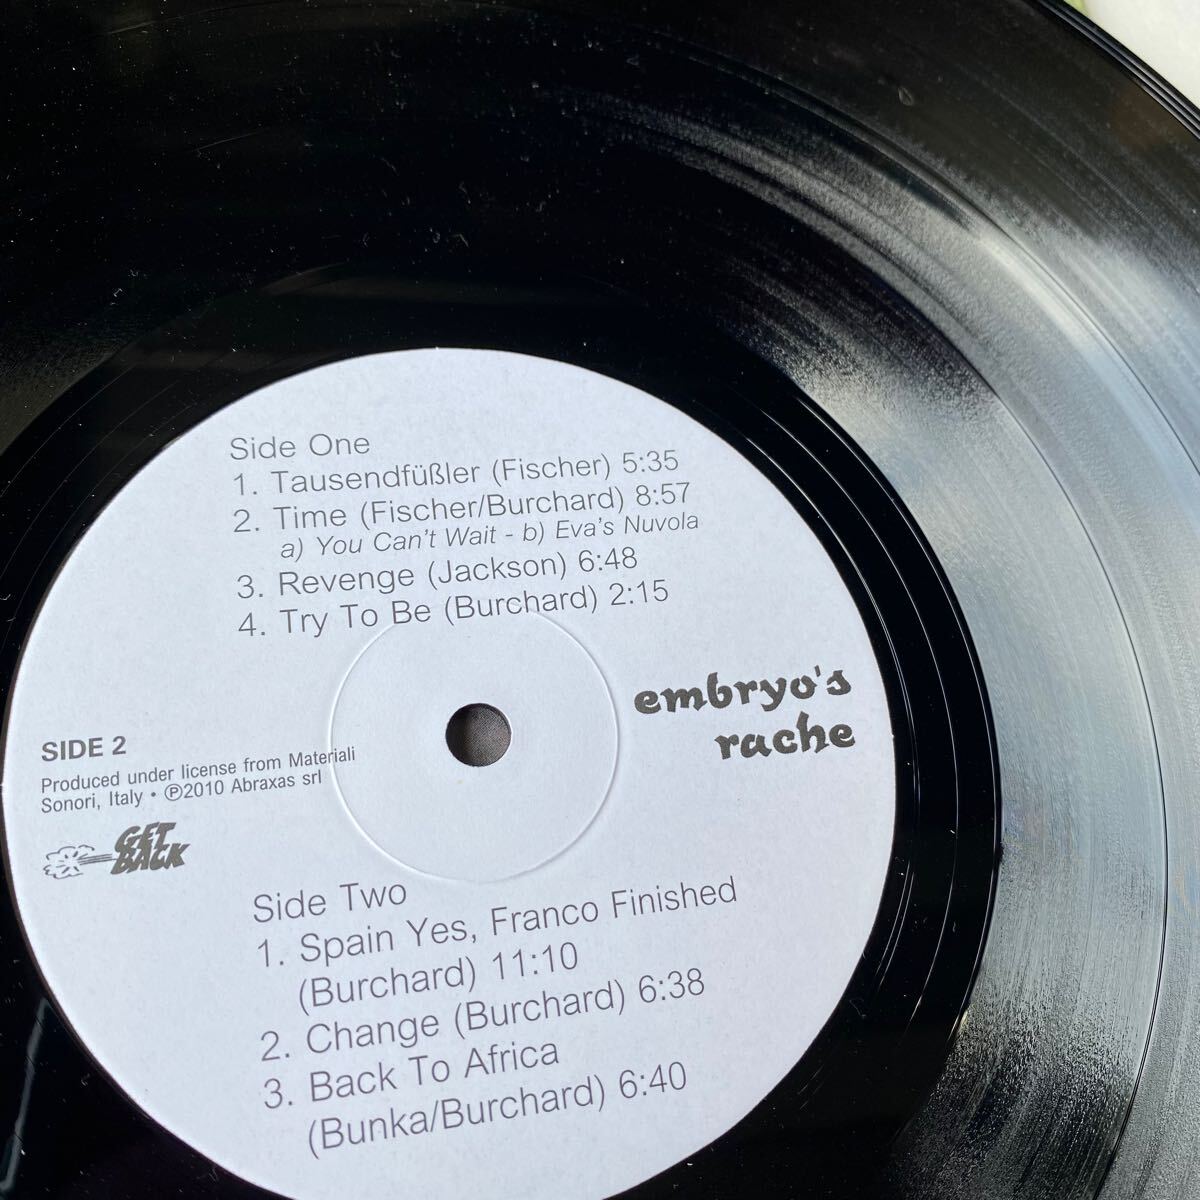 Side One
1. Tausendfüßler (Fischer) 5:35
2. Time (Fischer/Burchard) 8:57
a) You Can't Wait - b) Eva's Nuvola
3. Revenge (Jackson) 6:48
4. Try To Be (Burchard) 2:15
embryo's
rache
SIDE 2
Produced under license from Materiali
Sonori, Italy • ℗2010 Abraxas srl
GET
BACK
Side Two
1. Spain Yes, Franco Finished
(Burchard) 11:10
2. Change (Burchard) 6:38
3. Back To Africa
(Bunka/Burchard) 6:40